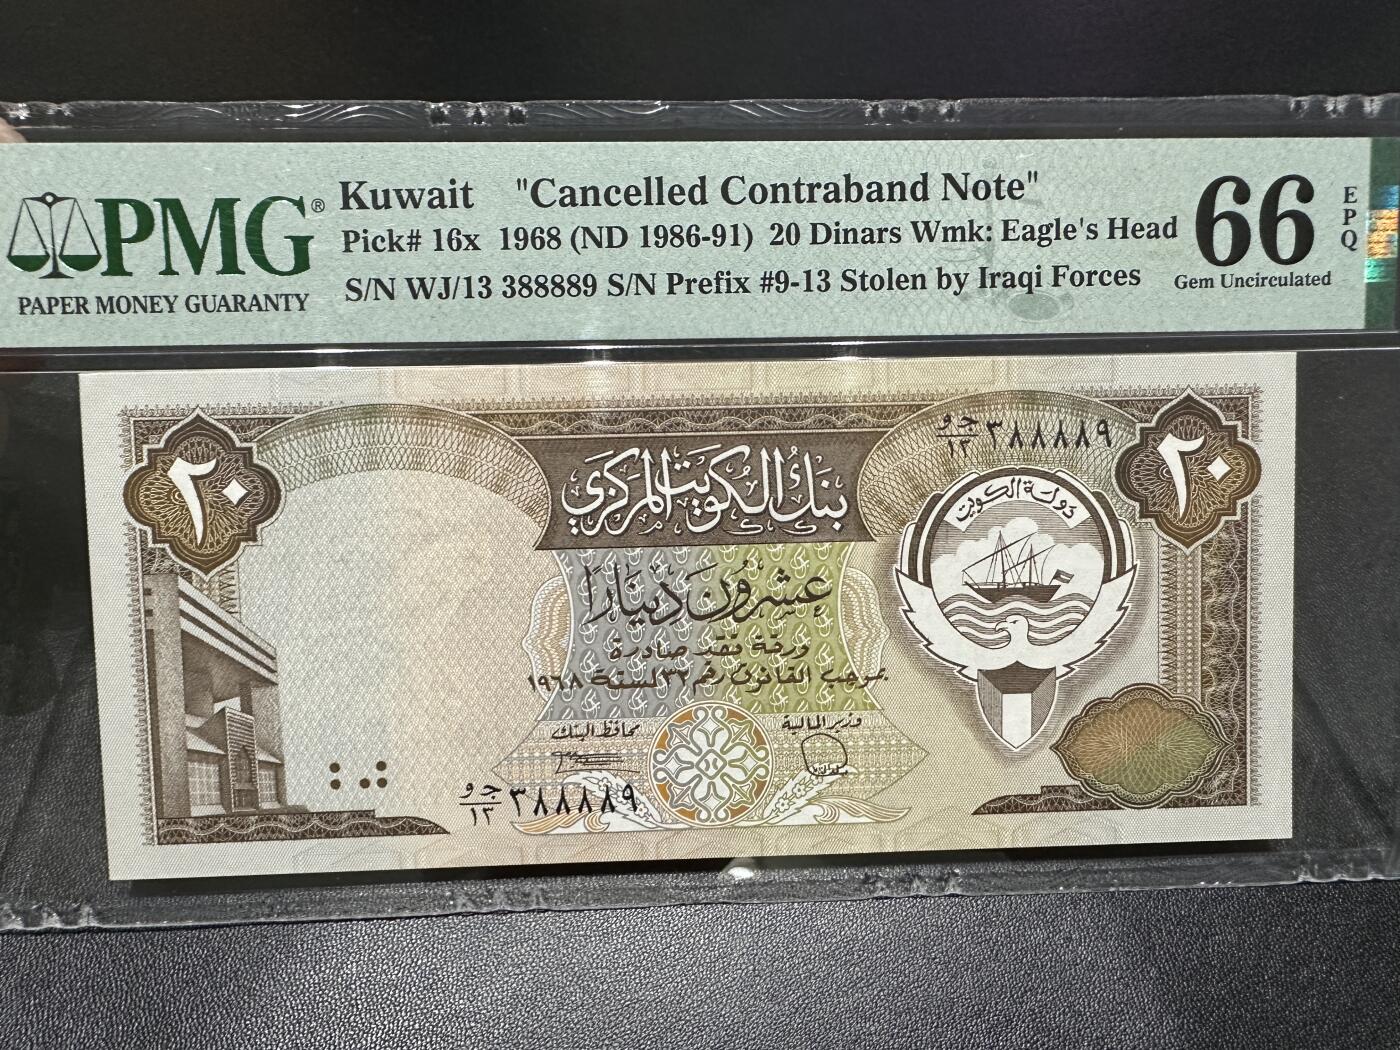 PMG®
PAPER MONEY GUARANTY
Kuwait "Cancelled Contraband Note"
Pick# 16x 1968 (ND 1986-91) 20 Dinars Wmk: Eagle's Head
S/N WJ/13 388889 S/N Prefix #9-13 Stolen by Iraqi Forces
66
EPQ
Gem Uncirculated
٢٠
بنك الكويت المركزي
جو/١٣ ٣٨٨٨٨٩
٢٠
دولة الكويت
عشرون دينارا
ورقة نقد صادرة
بموجب القانون رقم ٣٢ لسنة ١٩٦٨
وزير المالية
محافظ البنك
جو/١٣ ٣٨٨٨٨٩